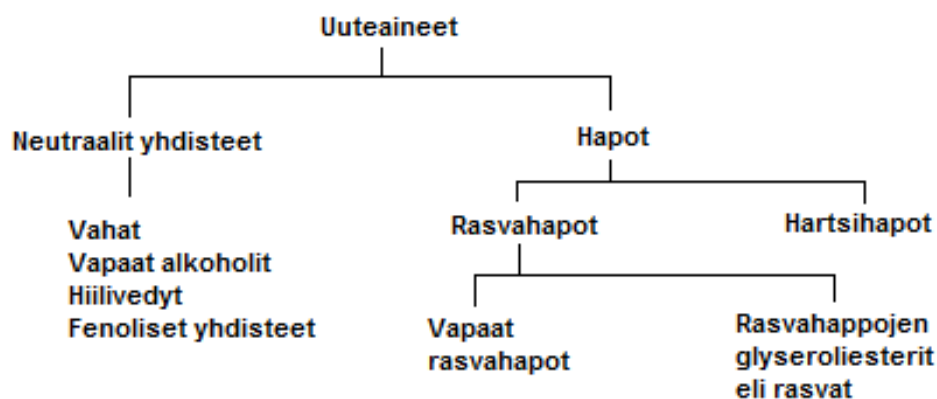 Uuteaineet
Neutraalit yhdisteet
Hapot
Vahat
Vapaat alkoholit
Hiilivedyt
Fenoliset yhdisteet
Rasvahapot
Hartsihapot
Vapaat
rasvahapot
Rasvahappojen
glyseroliesterit
eli rasvat